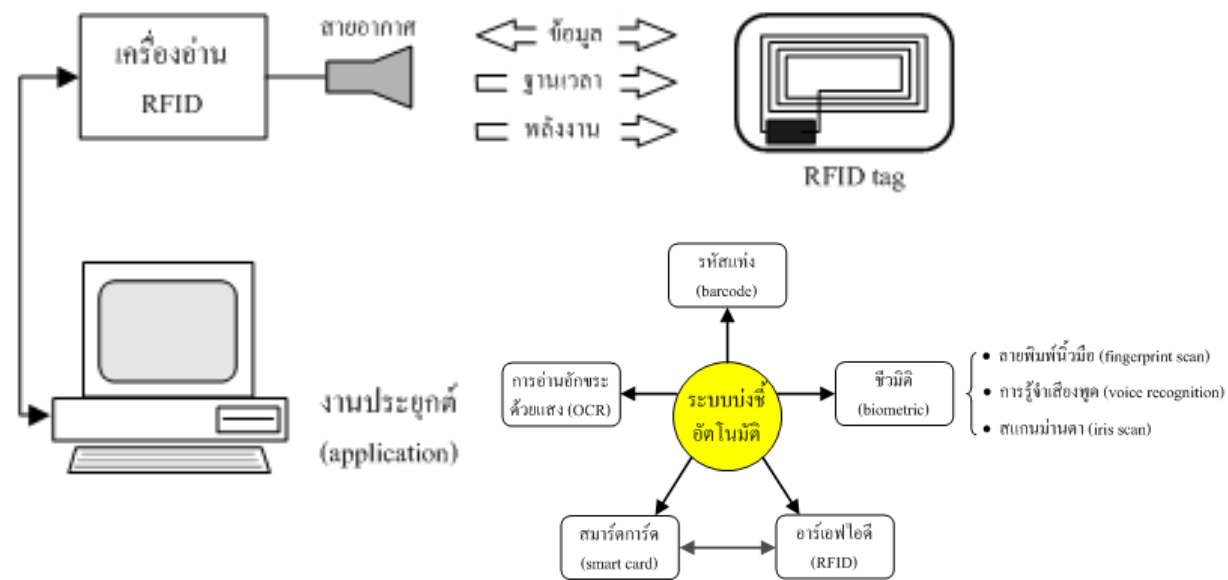 เครื่องอ่าน
RFID
สายอากาศ
ข้อมูล
ฐานเวลา
พลังงาน
RFID tag
งานประยุกต์
(application)
รหัสแท่ง
(barcode)
การอ่านอักขระ
ด้วยแสง (OCR)
ระบบบ่งชี้
อัตโนมัติ
ชีวมิติ
(biometric)
• ลายพิมพ์นิ้วมือ (fingerprint scan)
• การรู้จำเสียงพูด (voice recognition)
• สแกนม่านตา (iris scan)
สมาร์ตการ์ด
(smart card)
อาร์เอฟไอดี
(RFID)